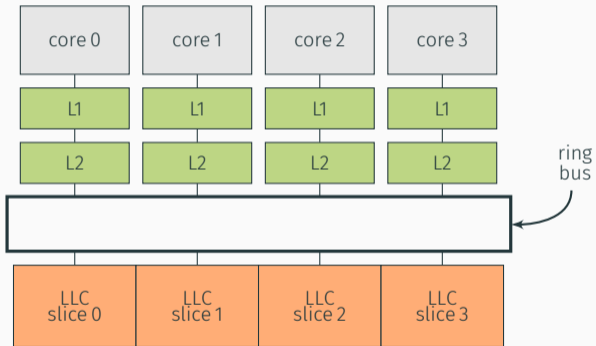 core 0 core 1 core 2 core 3
L1 L1 L1 L1
L2 L2 L2 L2
ring
bus
LLC LLC LLC LLC
slice 0 slice 1 slice 2 slice 3